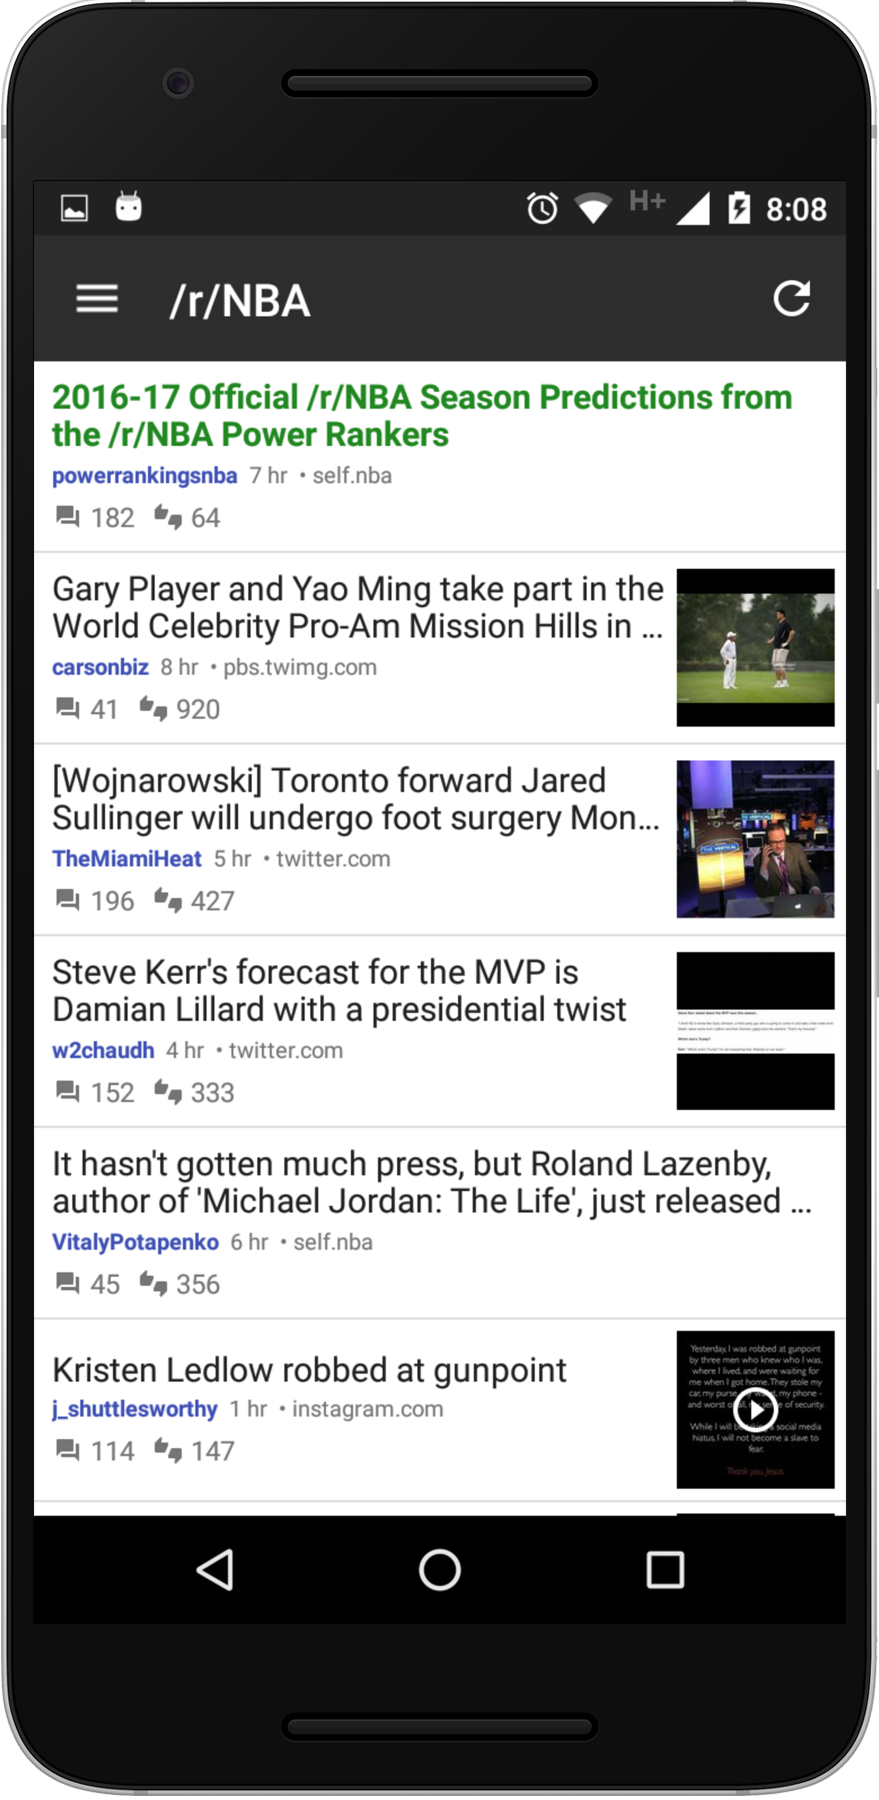 H+ 8:08
/r/NBA
2016-17 Official /r/NBA Season Predictions from
the /r/NBA Power Rankers
powerrankingsnba 7 hr • self.nba
182 64
Gary Player and Yao Ming take part in the
World Celebrity Pro-Am Mission Hills in ...
carsonbiz 8 hr • pbs.twimg.com
41 920
[Wojnarowski] Toronto forward Jared
Sullinger will undergo foot surgery Mon...
TheMiamiHeat 5 hr • twitter.com
196 427
THE VERTICAL
Steve Kerr's forecast for the MVP is
Damian Lillard with a presidential twist
w2chaudh 4 hr • twitter.com
152 333
It hasn't gotten much press, but Roland Lazenby,
author of 'Michael Jordan: The Life', just released ...
VitalyPotapenko 6 hr • self.nba
45 356
Kristen Ledlow robbed at gunpoint
j_shuttlesworthy 1 hr • instagram.com
114 147
Yesterday, I was robbed at gunpoint
by three men who knew who I was,
where I lived, and were waiting for
me when I got home. They stole my
car, my purse, my phone -
and worst of sense of security.
While I will social media
hiatus, I will not become a slave to
fear.
Thank you, Jesus.